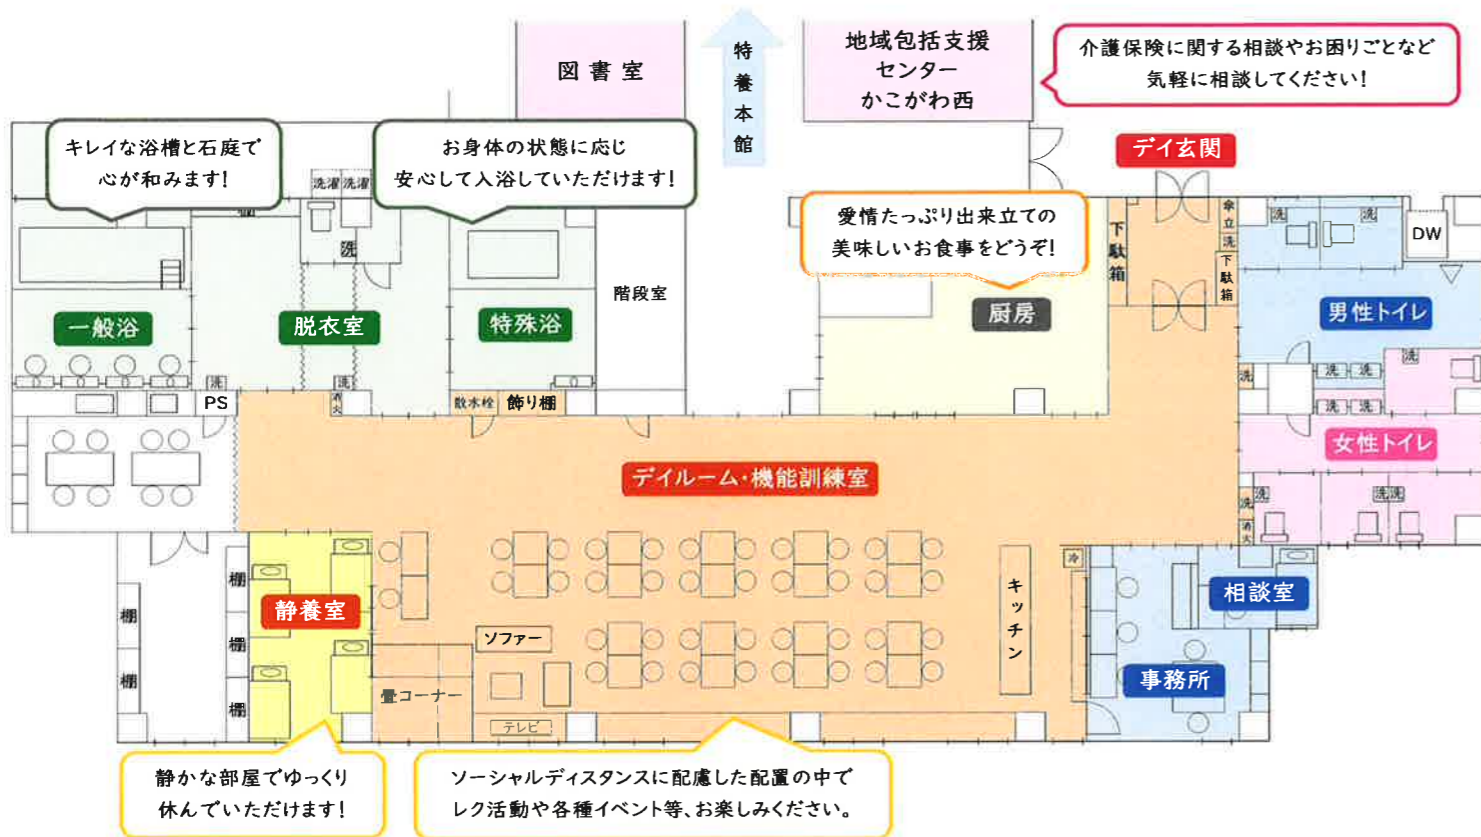 図書室
特養本館
地域包括支援
センター
かこがわ西
介護保険に関する相談やお困りごとなど
気軽に相談してください!
キレイな浴槽と石庭で
心が和みます!
お身体の状態に応じ
安心して入浴していただけます!
デイ玄関
愛情たっぷり出来立ての
美味しいお食事をどうぞ!
洗濯
洗濯
洗
下駄箱
傘立
洗
下駄箱
洗
洗
DW
一般浴
脱衣室
特殊浴
階段室
厨房
男性トイレ
洗
洗
洗
洗
洗
洗
洗
洗
PS
消火
散水栓
飾り棚
女性トイレ
デイルーム・機能訓練室
洗
洗
洗
洗
消火
冷
棚
棚
棚
棚
棚
静養室
ソファー
キッチン
相談室
畳コーナー
テレビ
事務所
静かな部屋でゆっくり
休んでいただけます!
ソーシャルディスタンスに配慮した配置の中で
レク活動や各種イベント等、お楽しみください。